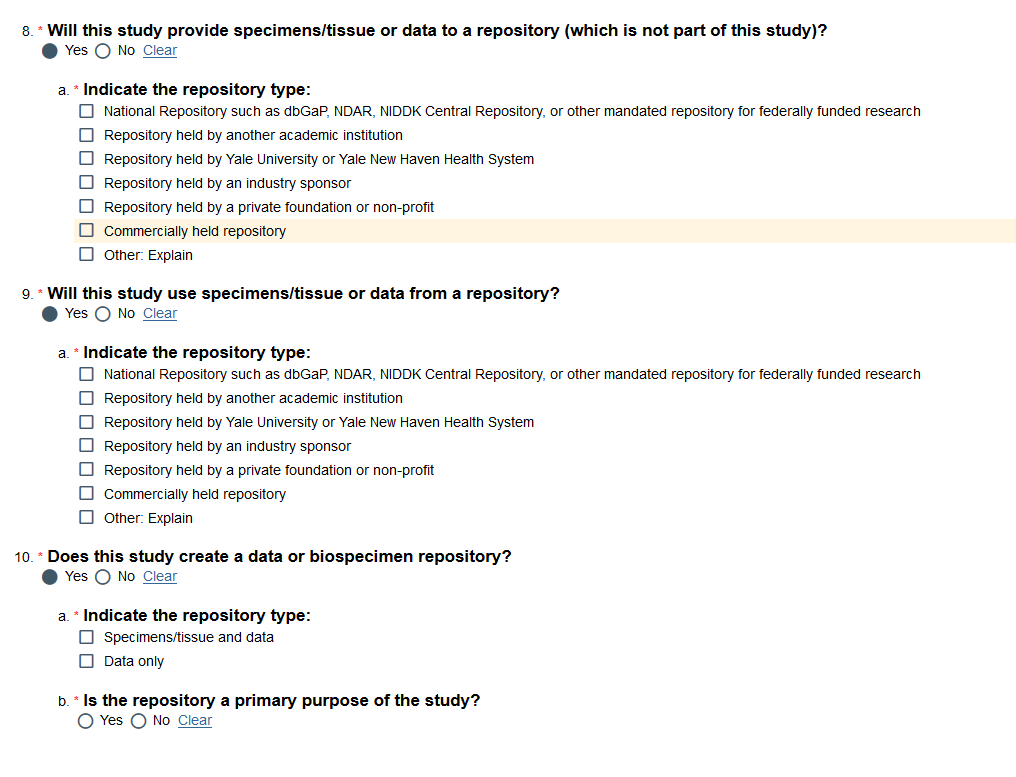 8. * Will this study provide specimens/tissue or data to a repository (which is not part of this study)?
Yes No Clear
a. * Indicate the repository type:
National Repository such as dbGaP, NDAR, NIDDK Central Repository, or other mandated repository for federally funded research
Repository held by another academic institution
Repository held by Yale University or Yale New Haven Health System
Repository held by an industry sponsor
Repository held by a private foundation or non-profit
Commercially held repository
Other: Explain
9. * Will this study use specimens/tissue or data from a repository?
Yes No Clear
a. * Indicate the repository type:
National Repository such as dbGaP, NDAR, NIDDK Central Repository, or other mandated repository for federally funded research
Repository held by another academic institution
Repository held by Yale University or Yale New Haven Health System
Repository held by an industry sponsor
Repository held by a private foundation or non-profit
Commercially held repository
Other: Explain
10. * Does this study create a data or biospecimen repository?
Yes No Clear
a. * Indicate the repository type:
Specimens/tissue and data
Data only
b. * Is the repository a primary purpose of the study?
Yes No Clear